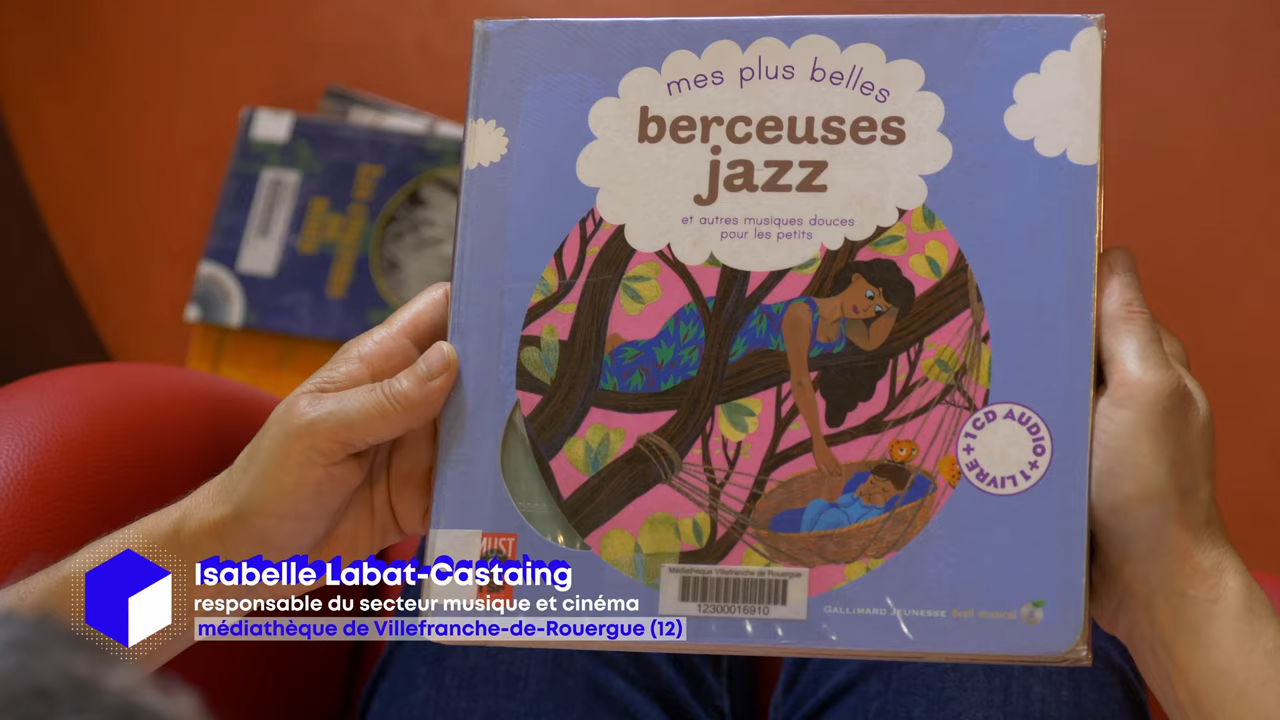 mes plus belles
berceuses
jazz
et autres musiques douces
pour les petits
+1 CD AUDIO+1 LIVRE
MUST
Médiathèque Villefranche de Rouergue
12300016910
GALLIMARD JEUNESSE éveil musical
Isabelle Labat-Castaing
responsable du secteur musique et cinéma
médiathèque de Villefranche-de-Rouergue (12)